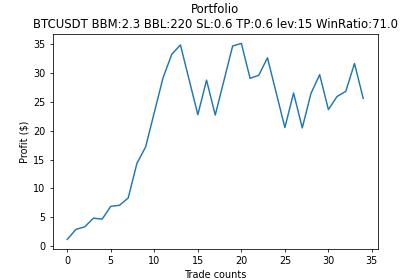 Portfolio
BTCUSDT BBM:2.3 BBL:220 SL:0.6 TP:0.6 lev:15 WinRatio:71.0
35
30
25
20
15
10
5
0
Profit ($)
0 5 10 15 20 25 30 35
Trade counts